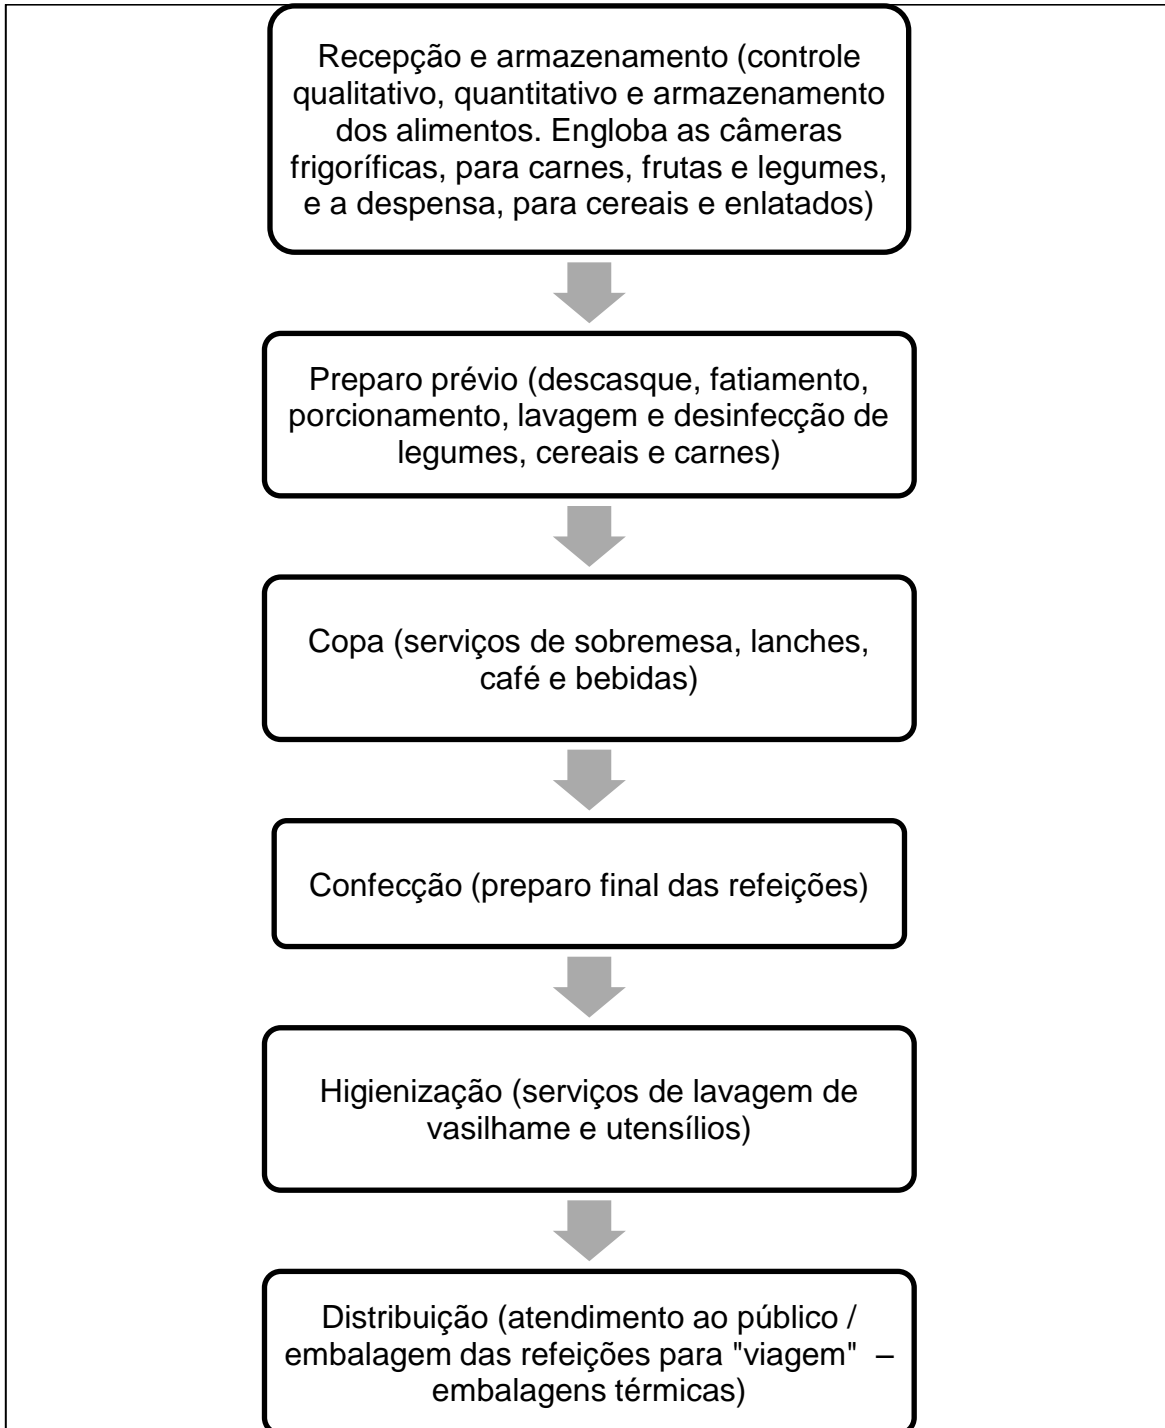 Recepção e armazenamento (controle
qualitativo, quantitativo e armazenamento
dos alimentos. Engloba as câmeras
frigoríficas, para carnes, frutas e legumes,
e a despensa, para cereais e enlatados)
Preparo prévio (descasque, fatiamento,
porcionamento, lavagem e desinfecção de
legumes, cereais e carnes)
Copa (serviços de sobremesa, lanches,
café e bebidas)
Confecção (preparo final das refeições)
Higienização (serviços de lavagem de
vasilhame e utensílios)
Distribuição (atendimento ao público /
embalagem das refeições para "viagem" –
embalagens térmicas)